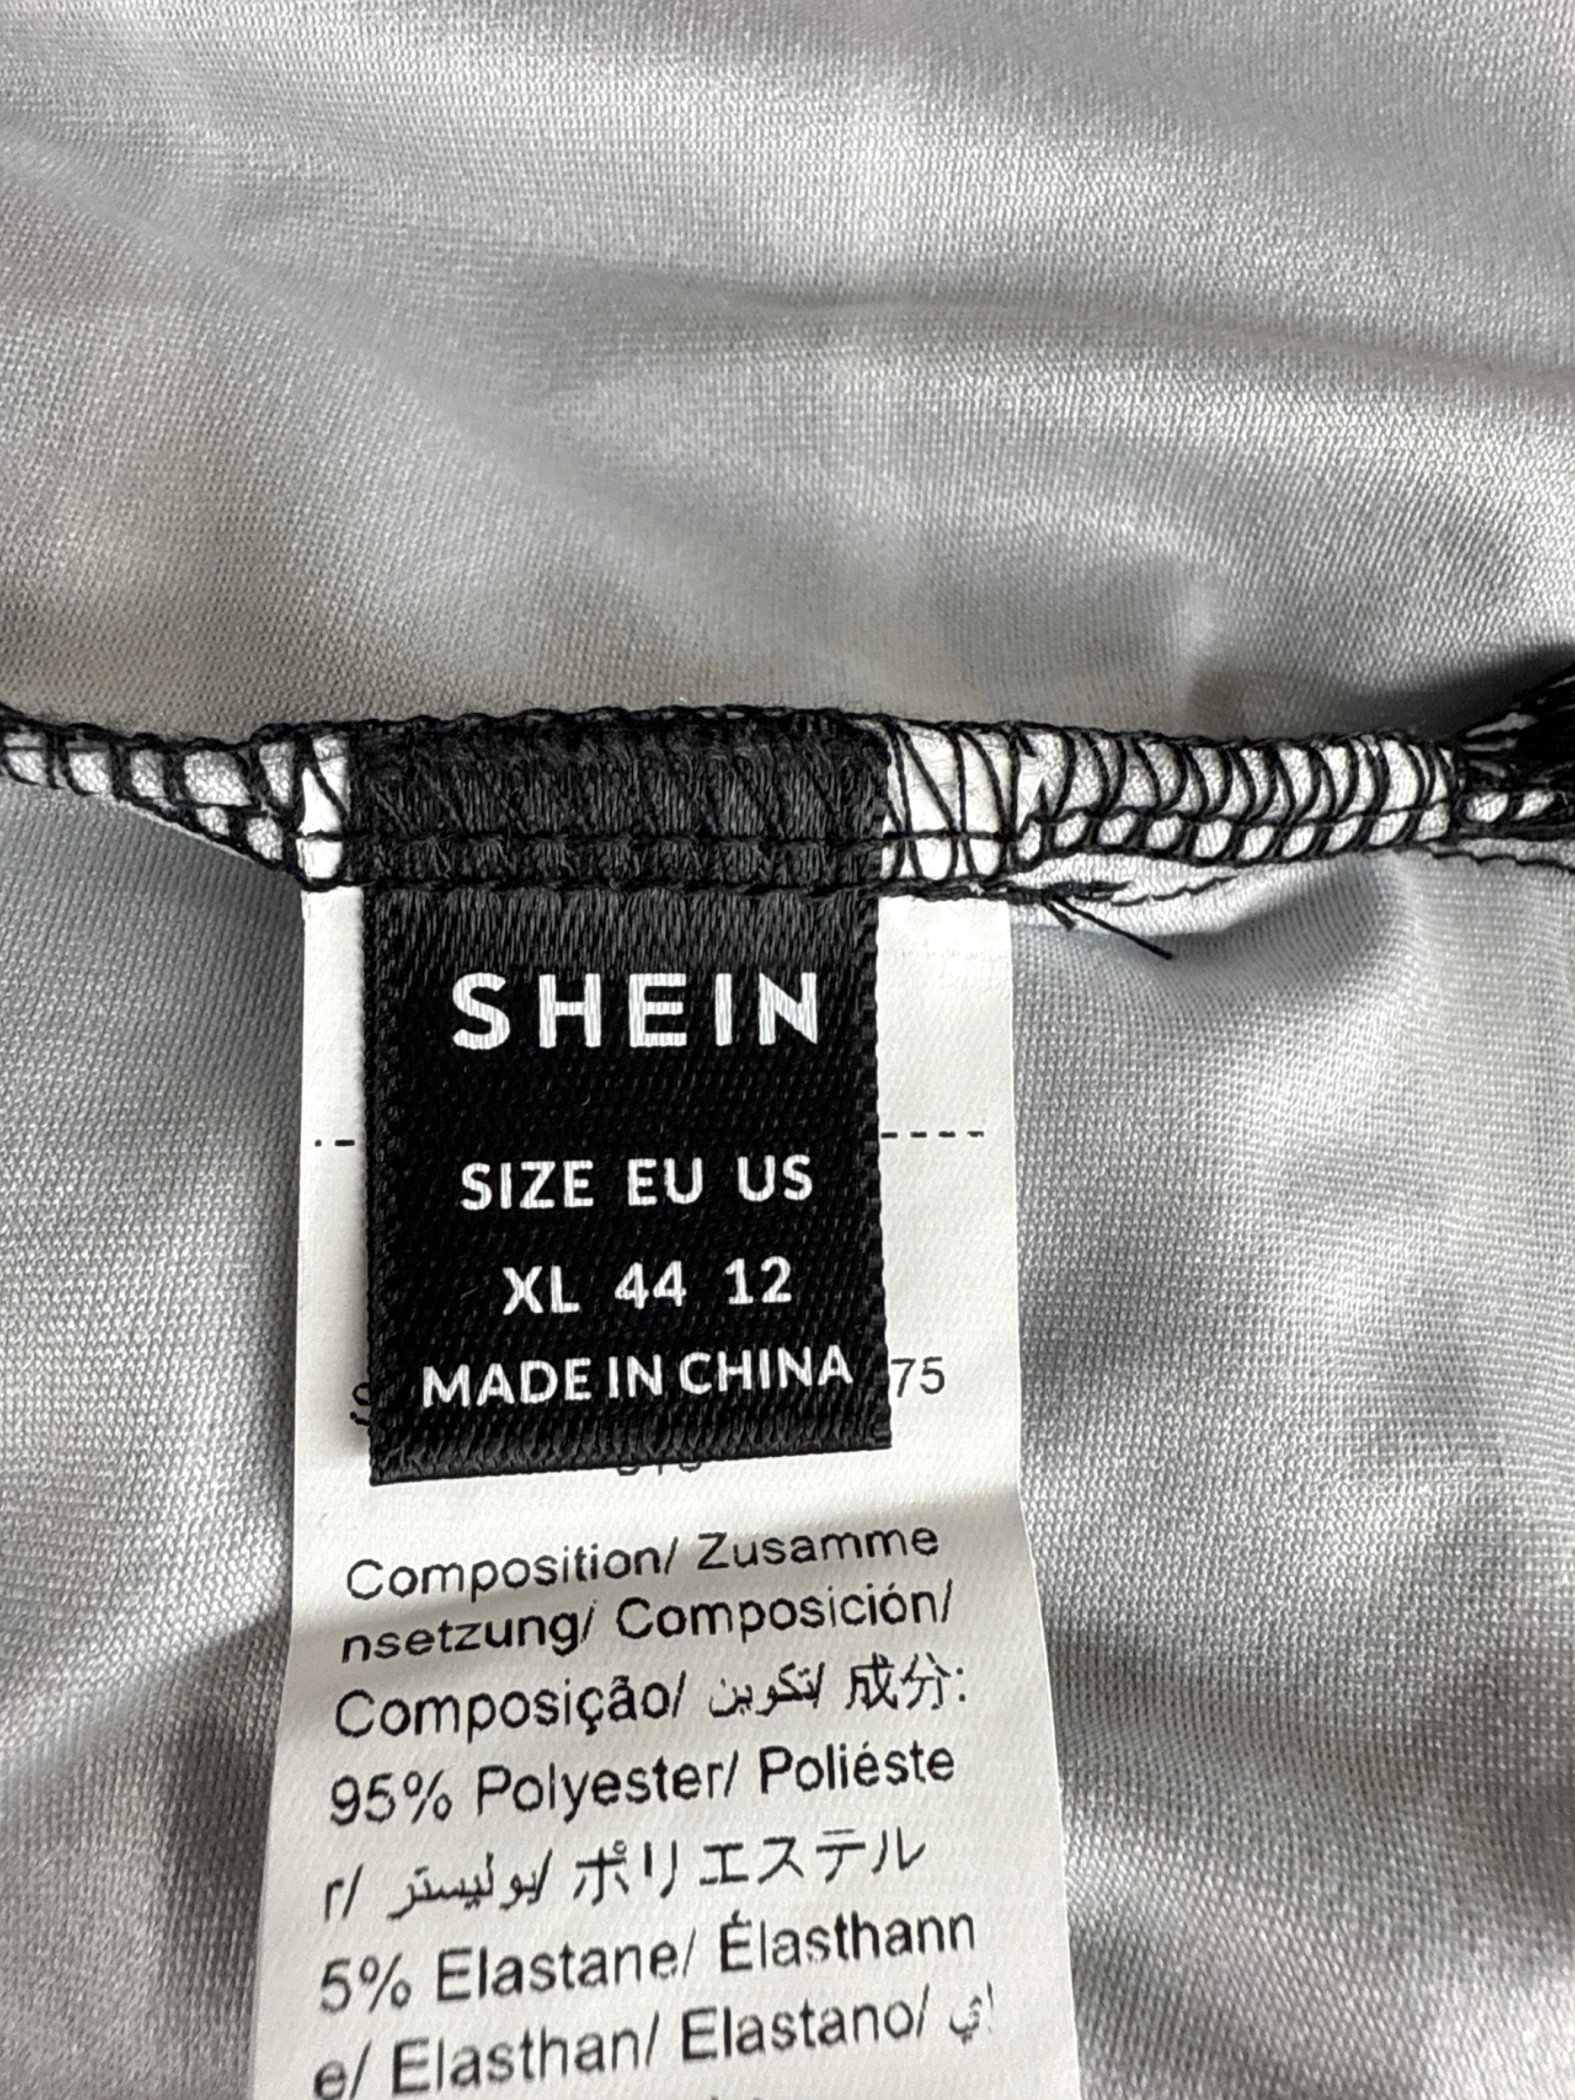 SHEIN
SIZE EU US
XL 44 12
MADE IN CHINA
75
Composition/ Zusamme
nsetzung/ Composición/
Composição/ تكوين/ 成分:
95% Polyester/ Poliéste
r/ بوليستر/ ポリエステル
5% Elastane/ Élasthann
e/ Elasthan/ Elastano/